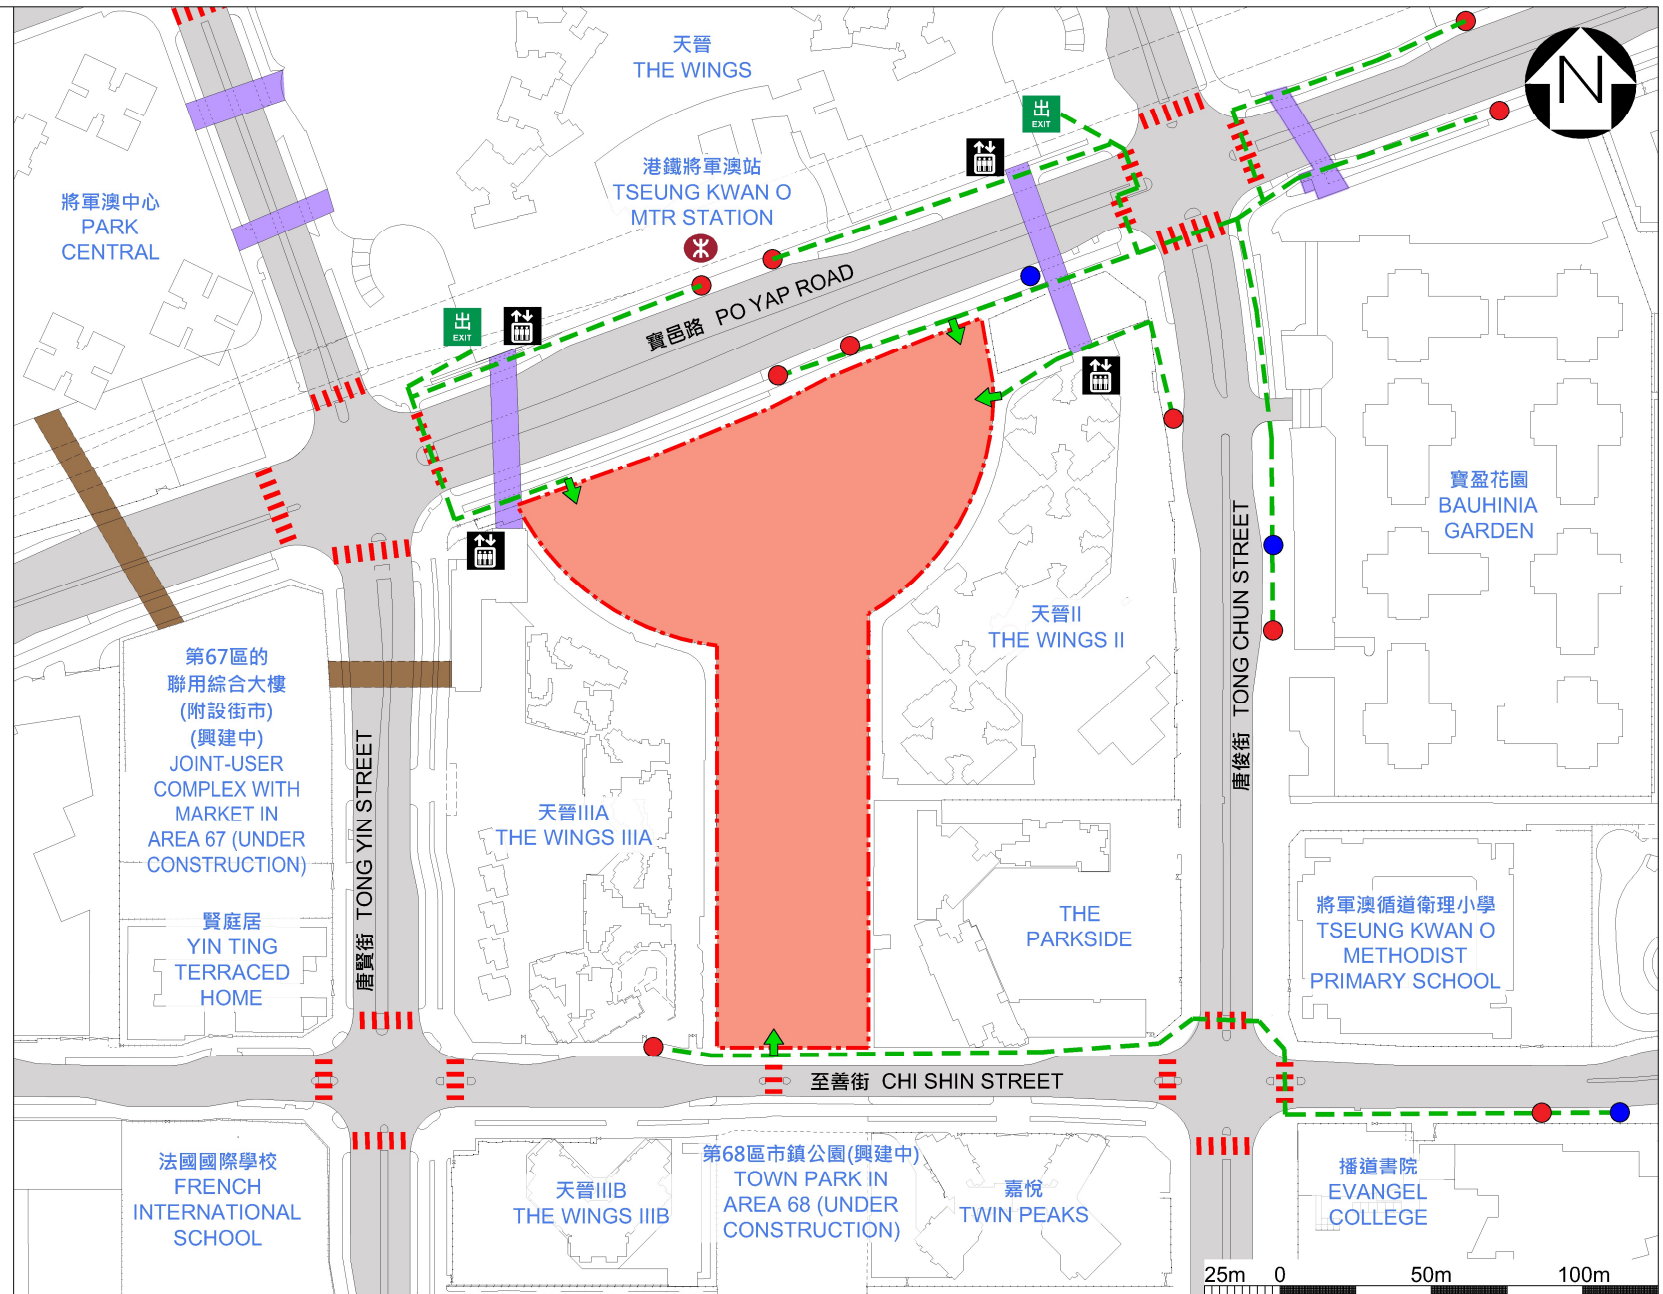 天晉
THE WINGS
N
出
EXIT
港鐵將軍澳站
TSEUNG KWAN O
MTR STATION
將軍澳中心
PARK
CENTRAL
出
EXIT
寶邑路 PO YAP ROAD
寶盈花園
BAUHINIA
GARDEN
唐俊街 TONG CHUN STREET
天晉II
THE WINGS II
第67區的
聯用綜合大樓
(附設街市)
(興建中)
JOINT-USER
COMPLEX WITH
MARKET IN
AREA 67 (UNDER
CONSTRUCTION)
唐賢街 TONG YIN STREET
天晉IIIA
THE WINGS IIIA
賢庭居
YIN TING
TERRACED
HOME
THE
PARKSIDE
將軍澳循道衛理小學
TSEUNG KWAN O
METHODIST
PRIMARY SCHOOL
至善街 CHI SHIN STREET
法國國際學校
FRENCH
INTERNATIONAL
SCHOOL
天晉IIIB
THE WINGS IIIB
第68區市鎮公園(興建中)
TOWN PARK IN
AREA 68 (UNDER
CONSTRUCTION)
嘉悅
TWIN PEAKS
播道書院
EVANGEL
COLLEGE
25m 0 50m 100m